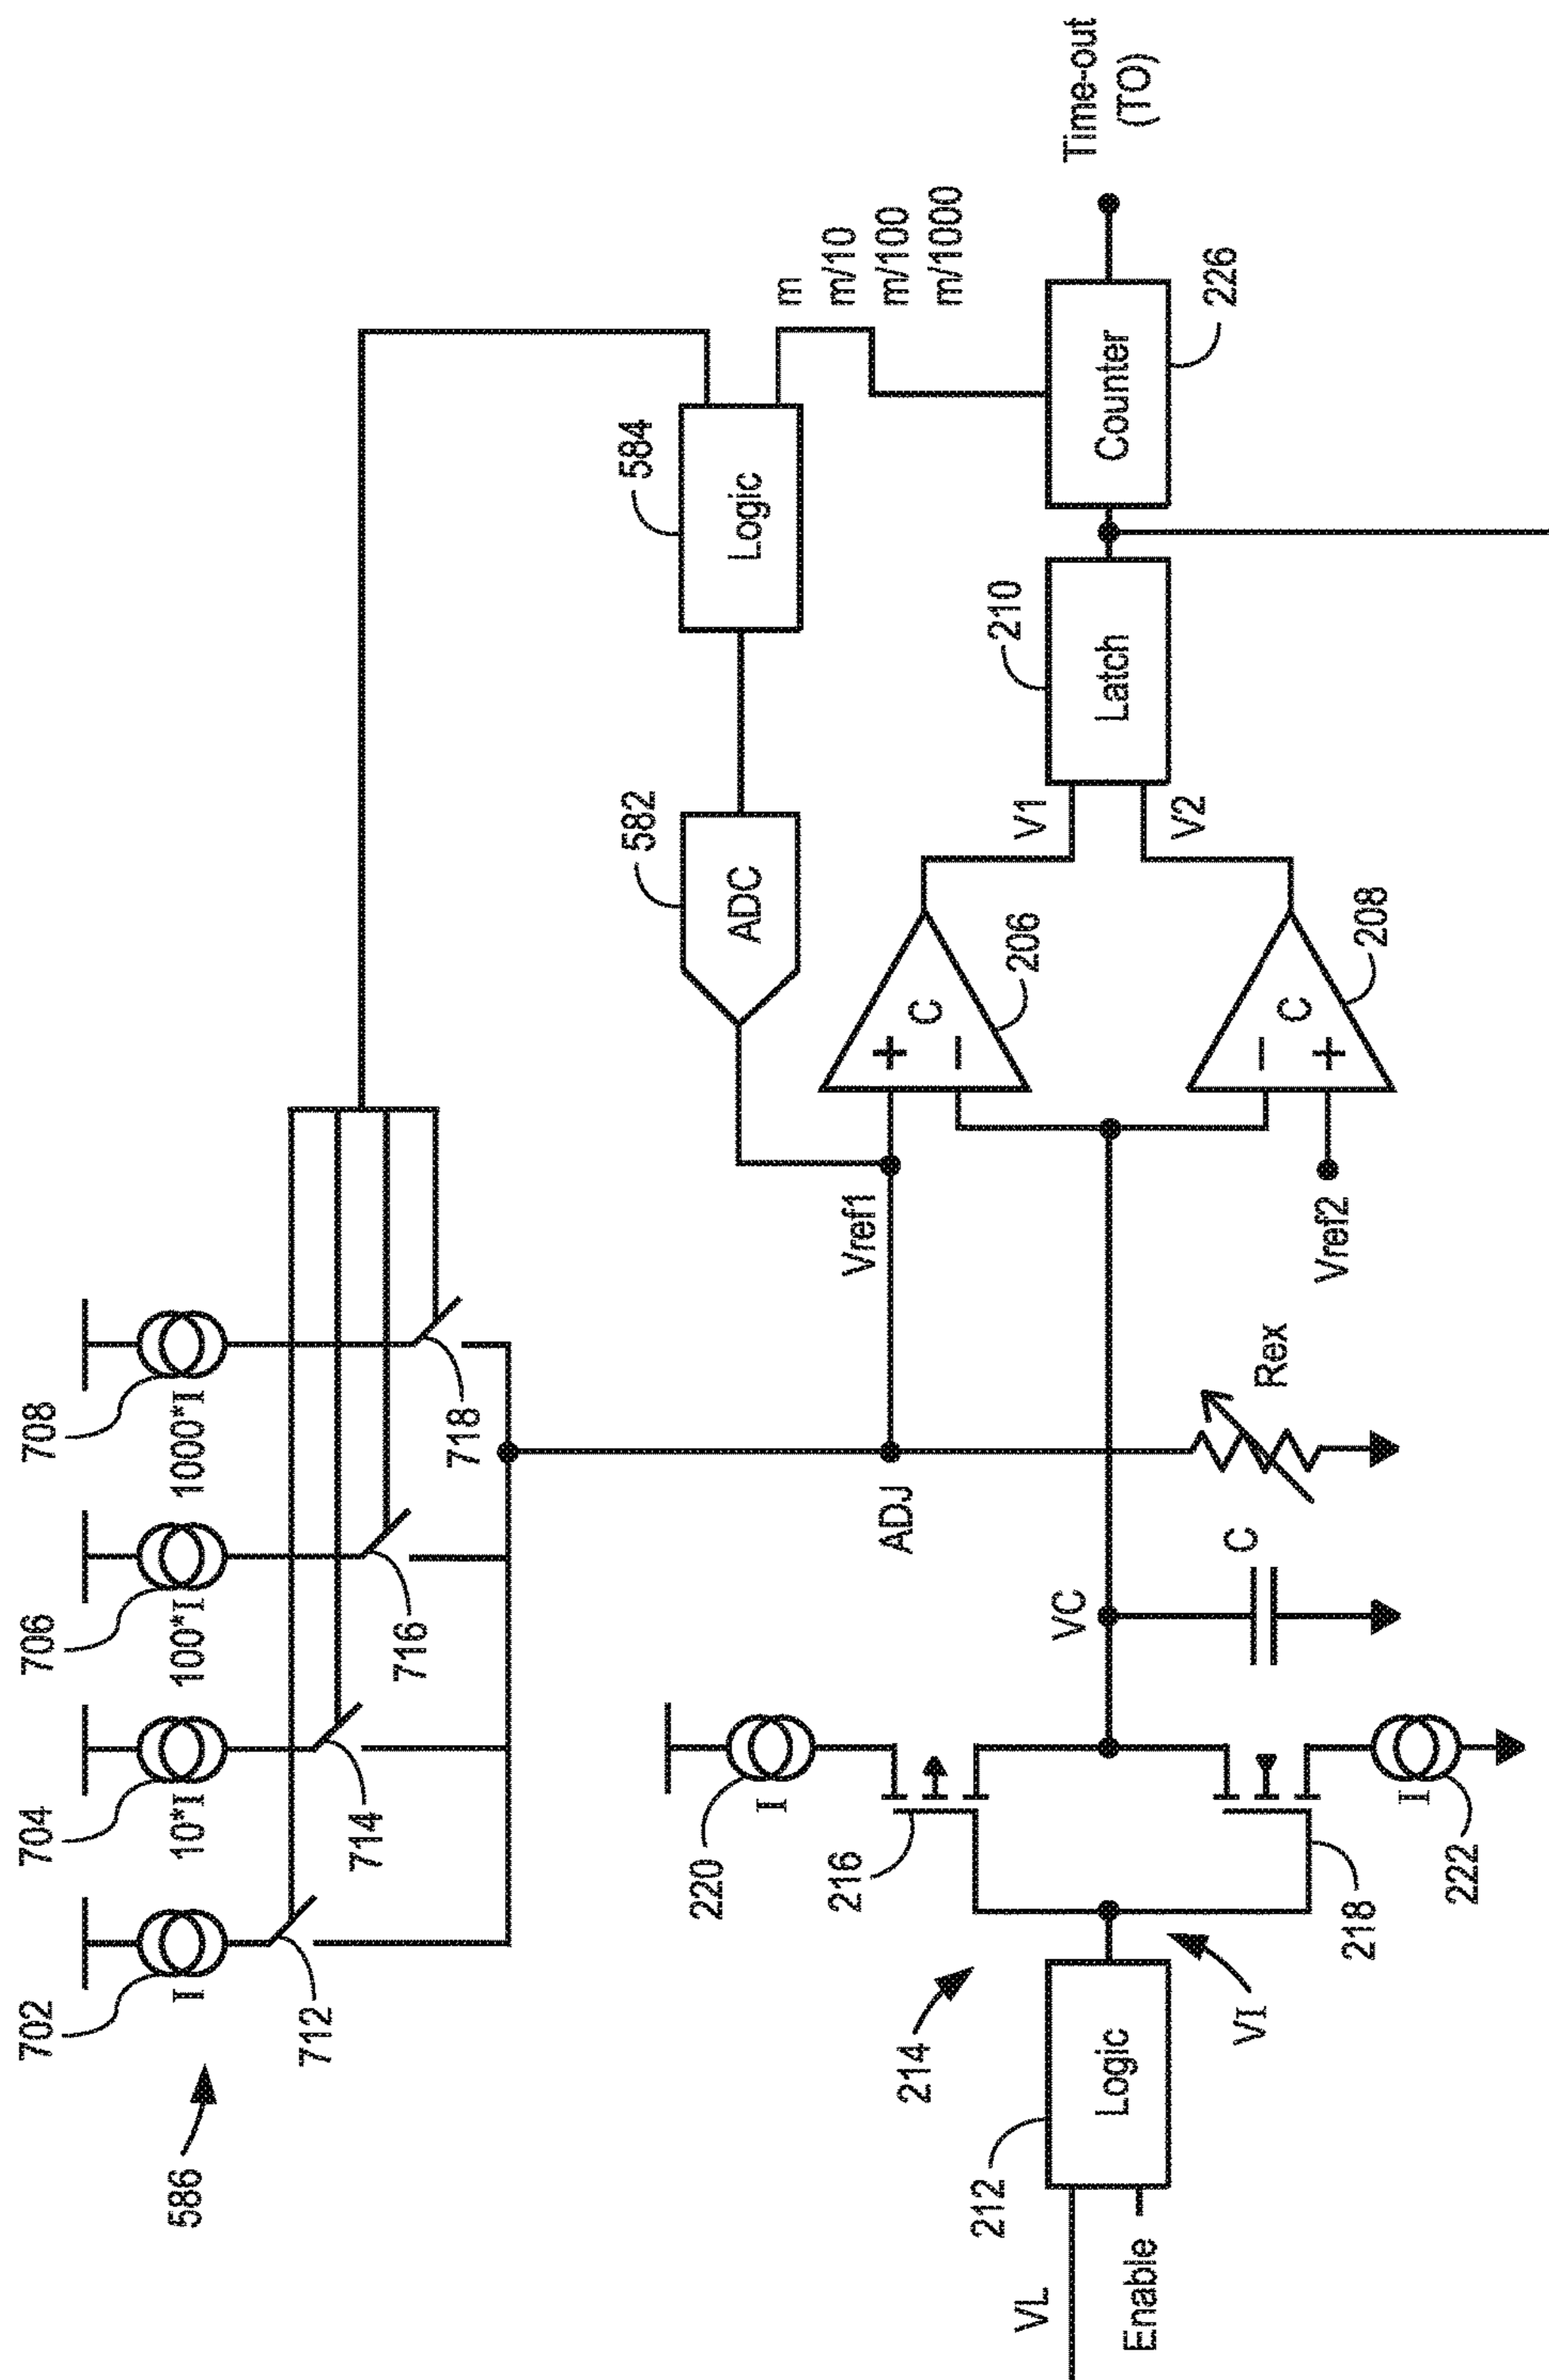 586
702
704
706
708
I
10*I
100*I
1000*I
712
714
716
718
582
584
ADC
Logic
m
m/10
m/100
m/1000
220
I
216
214
ADJ
Vref1
+
−
C
206
V1
210
Latch
Counter
226
Time-out
(TO)
VL
Enable
212
Logic
VI
218
I
222
VC
C
Rex
Vref2
−
+
C
208
V2